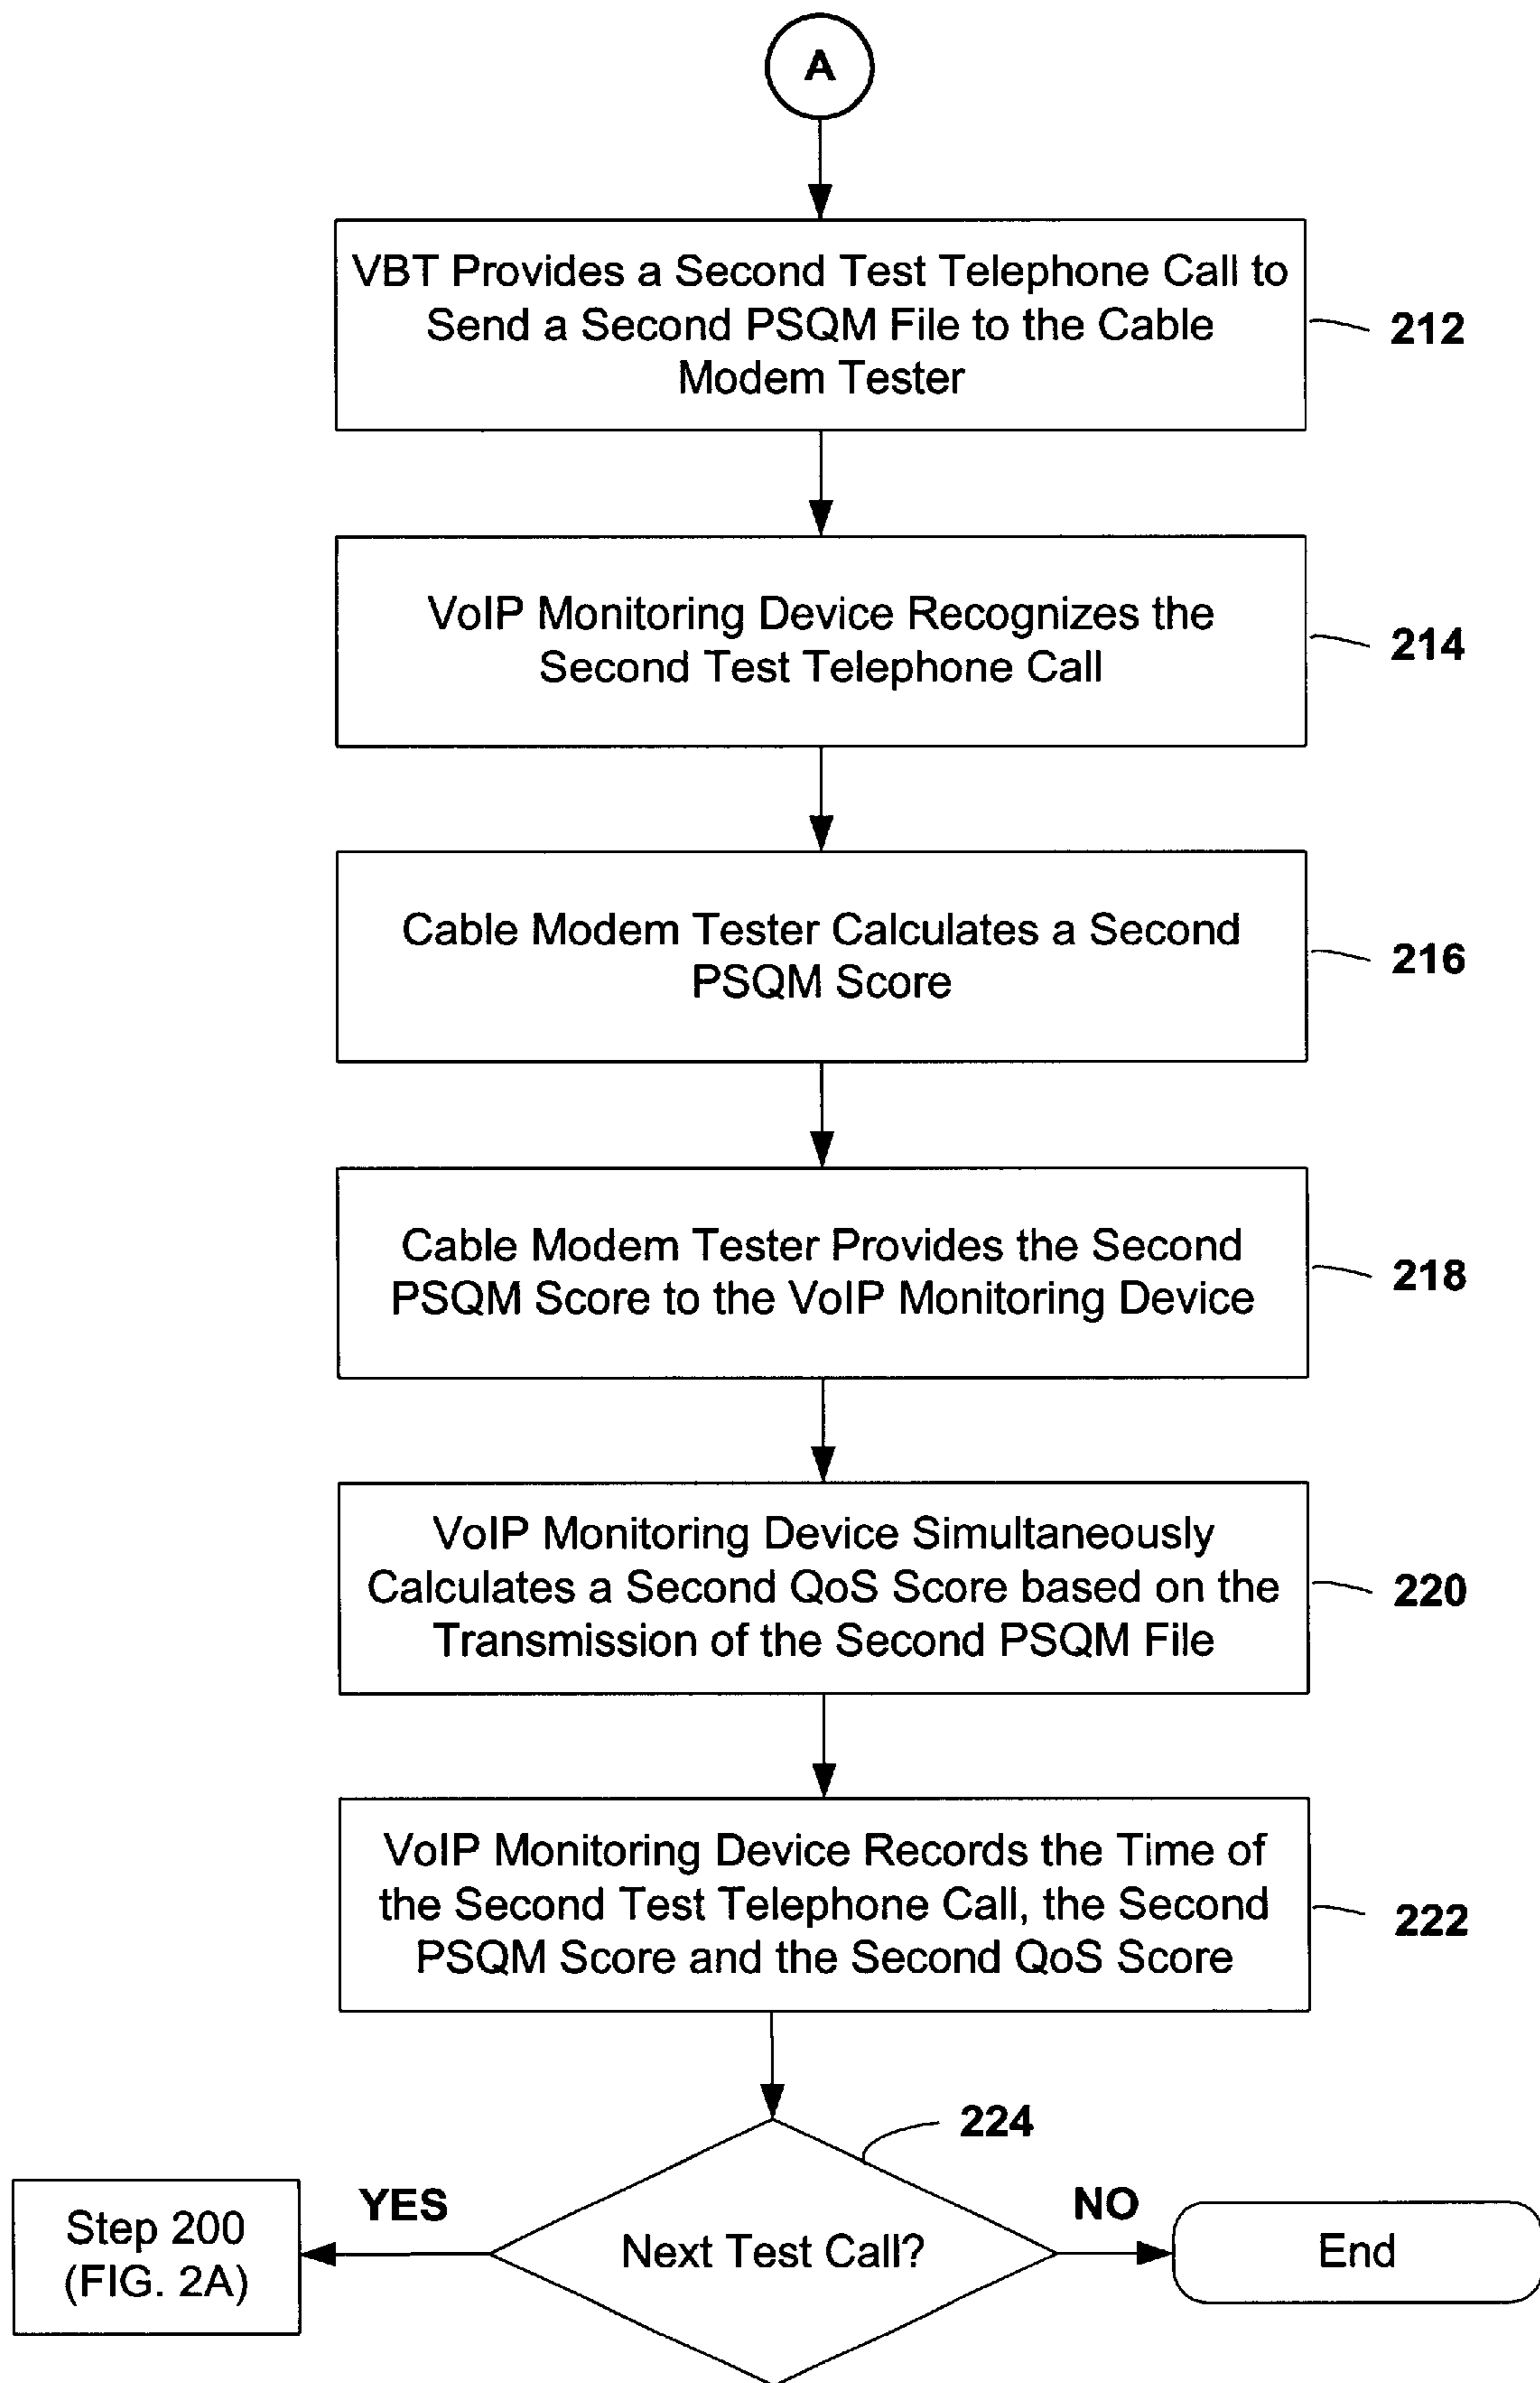 A
VBT Provides a Second Test Telephone Call to
Send a Second PSQM File to the Cable
Modem Tester
212
VoIP Monitoring Device Recognizes the
Second Test Telephone Call
214
Cable Modem Tester Calculates a Second
PSQM Score
216
Cable Modem Tester Provides the Second
PSQM Score to the VoIP Monitoring Device
218
VoIP Monitoring Device Simultaneously
Calculates a Second QoS Score based on the
Transmission of the Second PSQM File
220
VoIP Monitoring Device Records the Time of
the Second Test Telephone Call, the Second
PSQM Score and the Second QoS Score
222
224
Step 200
(FIG. 2A)
YES
Next Test Call?
NO
End